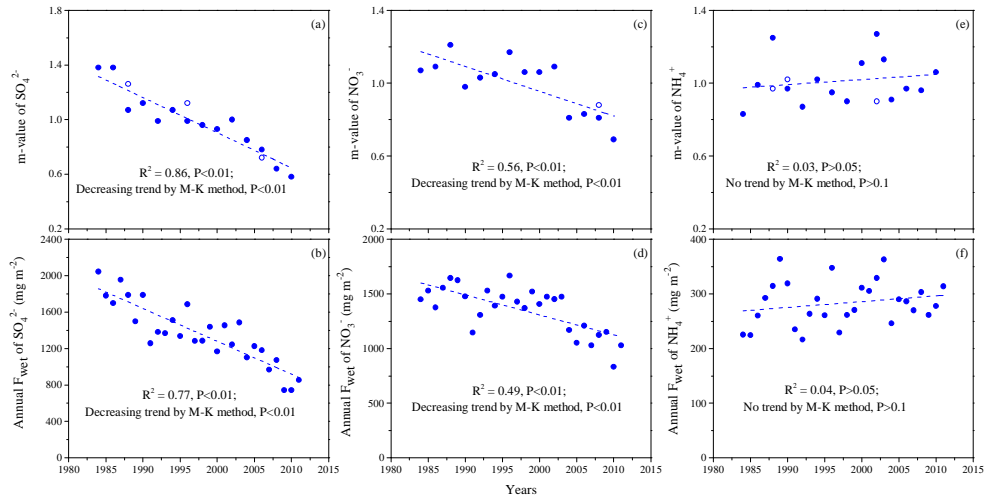 (a)
m-value of SO₄²⁻
1.8
1.4
1.0
0.6
0.2
R² = 0.86, P<0.01;
Decreasing trend by M-K method, P<0.01
(c)
m-value of NO₃⁻
1.4
1.0
0.6
0.2
R² = 0.56, P<0.01;
Decreasing trend by M-K method, P<0.01
(e)
m-value of NH₄⁺
1.4
1.0
0.6
0.2
R² = 0.03, P>0.05;
No trend by M-K method, P>0.1
(b)
Annual F_wet of SO₄²⁻ (mg m⁻²)
2400
2000
1600
1200
800
400
0
R² = 0.77, P<0.01;
Decreasing trend by M-K method, P<0.01
1980 1985 1990 1995 2000 2005 2010 2015
(d)
Annual F_wet of NO₃⁻ (mg m⁻²)
2000
1500
1000
500
0
R² = 0.49, P<0.01;
Decreasing trend by M-K method, P<0.01
1980 1985 1990 1995 2000 2005 2010 2015
(f)
Annual F_wet of NH₄⁺ (mg m⁻²)
400
300
200
100
0
R² = 0.04, P>0.05;
No trend by M-K method, P>0.1
1980 1985 1990 1995 2000 2005 2010 2015
Years